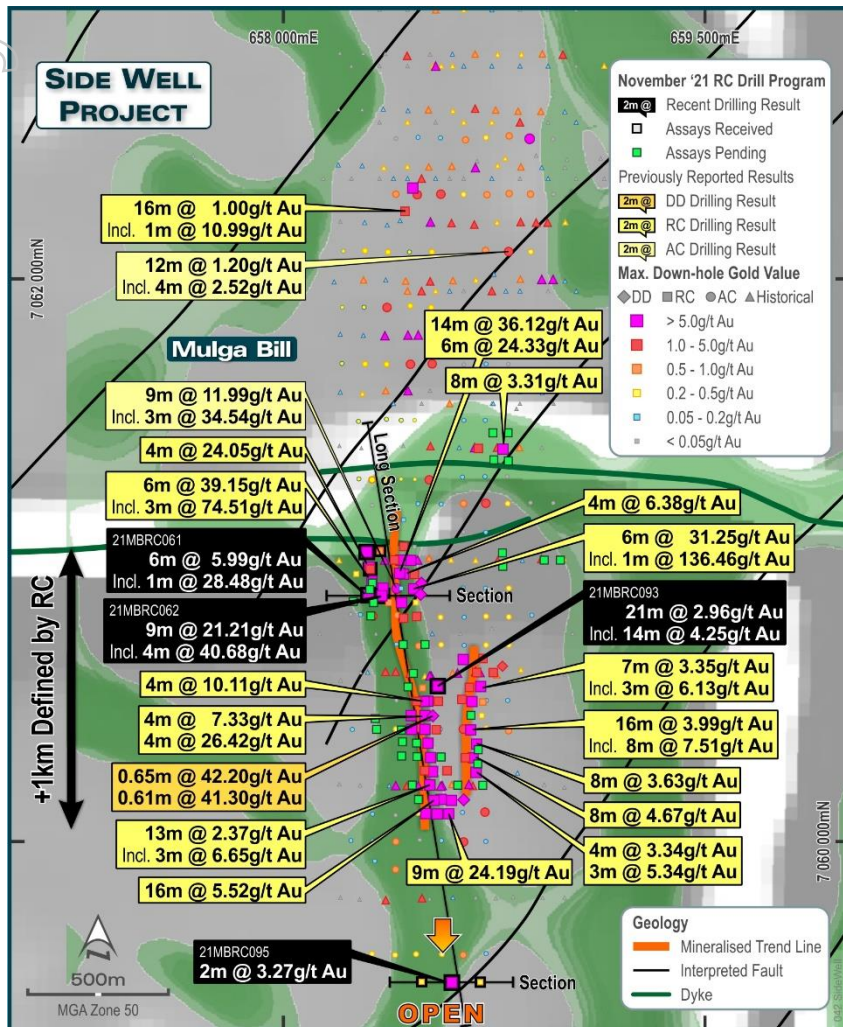 658 000mE
659 500mE
SIDE WELL
PROJECT
November '21 RC Drill Program
2m @ Recent Drilling Result
Assays Received
Assays Pending
Previously Reported Results
2m @ DD Drilling Result
2m @ RC Drilling Result
2m @ AC Drilling Result
Max. Down-hole Gold Value
DD RC AC Historical
> 5.0g/t Au
1.0 - 5.0g/t Au
0.5 - 1.0g/t Au
0.2 - 0.5g/t Au
0.05 - 0.2g/t Au
< 0.05g/t Au
7 062 000mN
16m @ 1.00g/t Au
Incl. 1m @ 10.99g/t Au
12m @ 1.20g/t Au
Incl. 4m @ 2.52g/t Au
Mulga Bill
14m @ 36.12g/t Au
6m @ 24.33g/t Au
8m @ 3.31g/t Au
9m @ 11.99g/t Au
Incl. 3m @ 34.54g/t Au
4m @ 24.05g/t Au
6m @ 39.15g/t Au
Incl. 3m @ 74.51g/t Au
Long Section
4m @ 6.38g/t Au
6m @ 31.25g/t Au
Incl. 1m @ 136.46g/t Au
21MBRC061
6m @ 5.99g/t Au
Incl. 1m @ 28.48g/t Au
Section
21MBRC062
9m @ 21.21g/t Au
Incl. 4m @ 40.68g/t Au
21MBRC093
21m @ 2.96g/t Au
Incl. 14m @ 4.25g/t Au
+1km Defined by RC
4m @ 10.11g/t Au
7m @ 3.35g/t Au
Incl. 3m @ 6.13g/t Au
4m @ 7.33g/t Au
4m @ 26.42g/t Au
16m @ 3.99g/t Au
Incl. 8m @ 7.51g/t Au
0.65m @ 42.20g/t Au
0.61m @ 41.30g/t Au
8m @ 3.63g/t Au
8m @ 4.67g/t Au
13m @ 2.37g/t Au
Incl. 3m @ 6.65g/t Au
4m @ 3.34g/t Au
3m @ 5.34g/t Au
7 060 000mN
16m @ 5.52g/t Au
9m @ 24.19g/t Au
21MBRC095
2m @ 3.27g/t Au
Section
OPEN
500m
MGA Zone 50
Geology
Mineralised Trend Line
Interpreted Fault
Dyke
042 SideWell